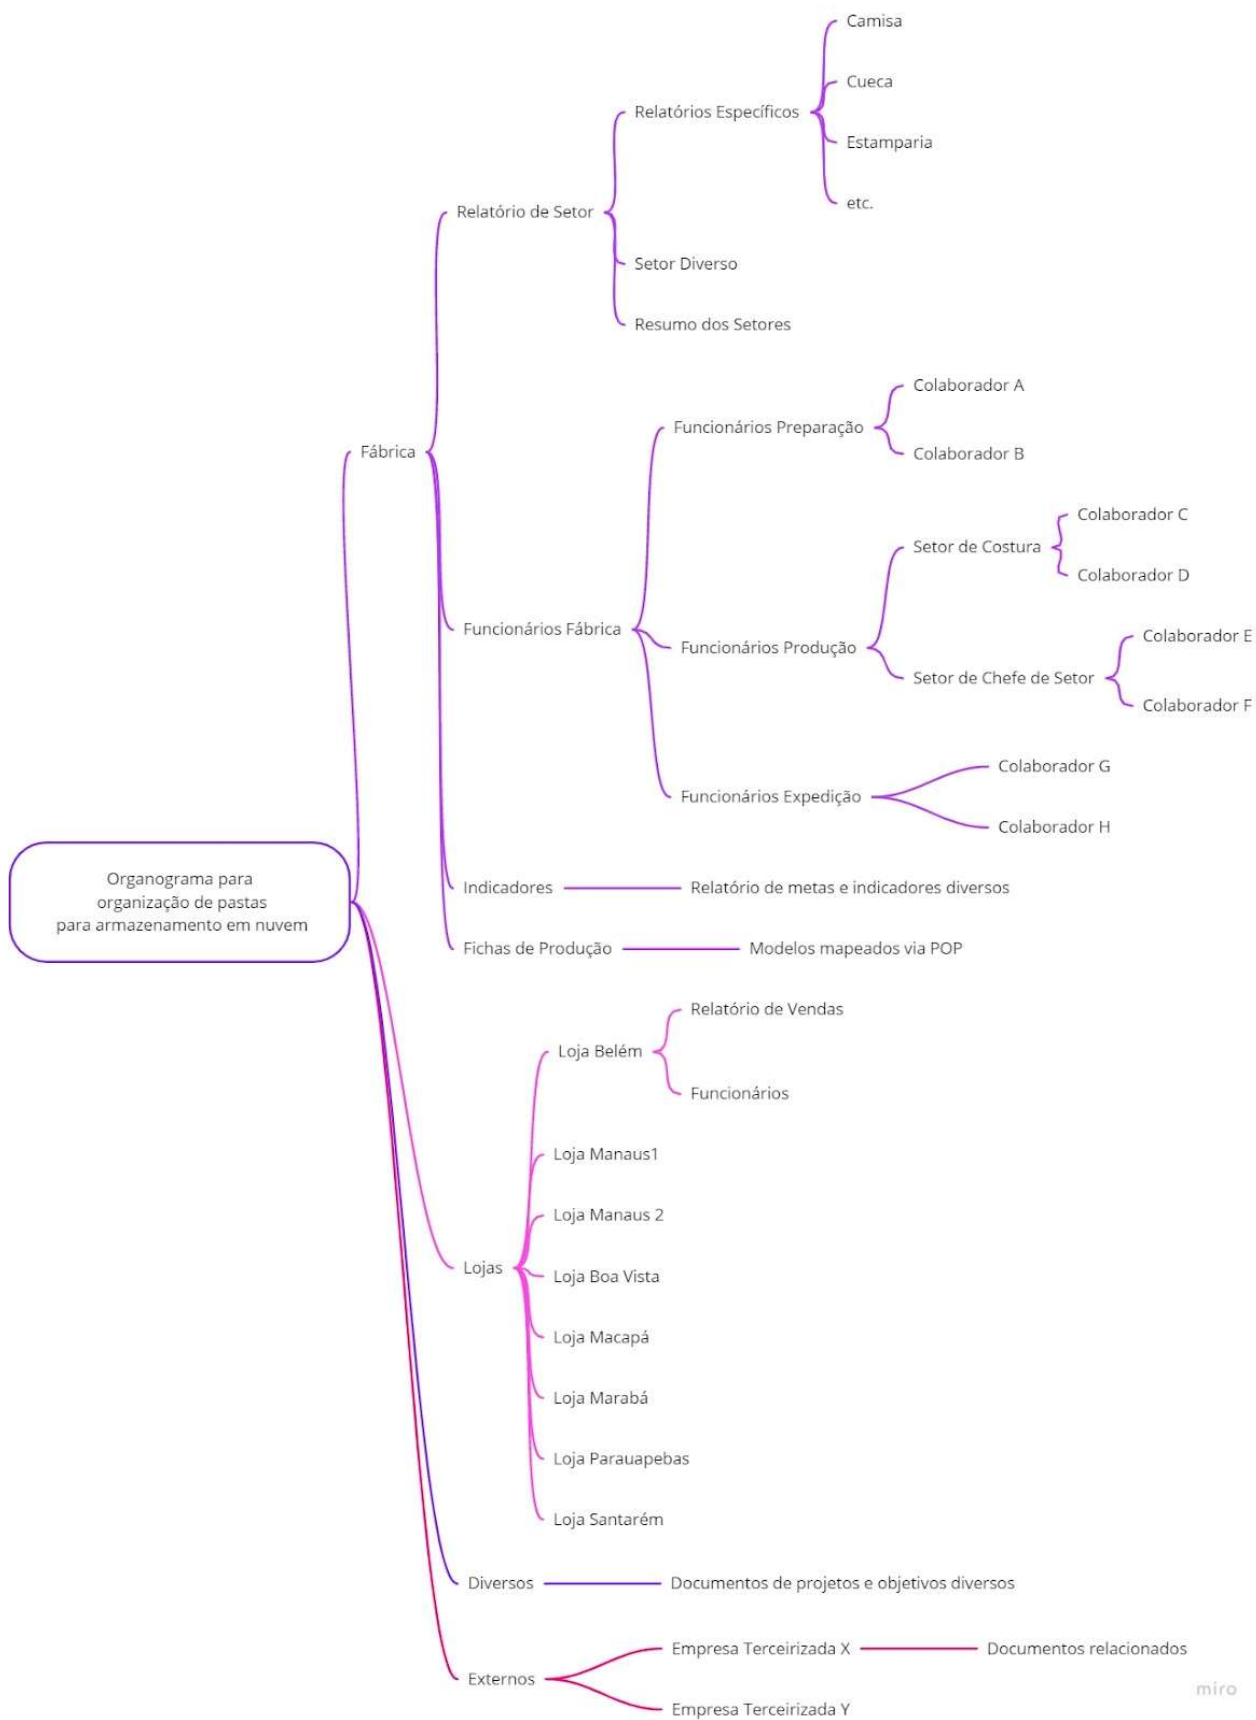 Camisa
Cueca
Relatórios Específicos
Estamparia
etc.
Relatório de Setor
Setor Diverso
Resumo dos Setores
Colaborador A
Funcionários Preparação
Colaborador B
Fábrica
Colaborador C
Setor de Costura
Colaborador D
Funcionários Fábrica
Colaborador E
Funcionários Produção
Setor de Chefe de Setor
Colaborador F
Colaborador G
Funcionários Expedição
Colaborador H
Organograma para
organização de pastas
para armazenamento em nuvem
Indicadores
Relatório de metas e indicadores diversos
Fichas de Produção
Modelos mapeados via POP
Relatório de Vendas
Loja Belém
Funcionários
Loja Manaus1
Loja Manaus 2
Lojas
Loja Boa Vista
Loja Macapá
Loja Marabá
Loja Parauapebas
Loja Santarém
Diversos
Documentos de projetos e objetivos diversos
Empresa Terceirizada X
Documentos relacionados
Externos
Empresa Terceirizada Y
miro